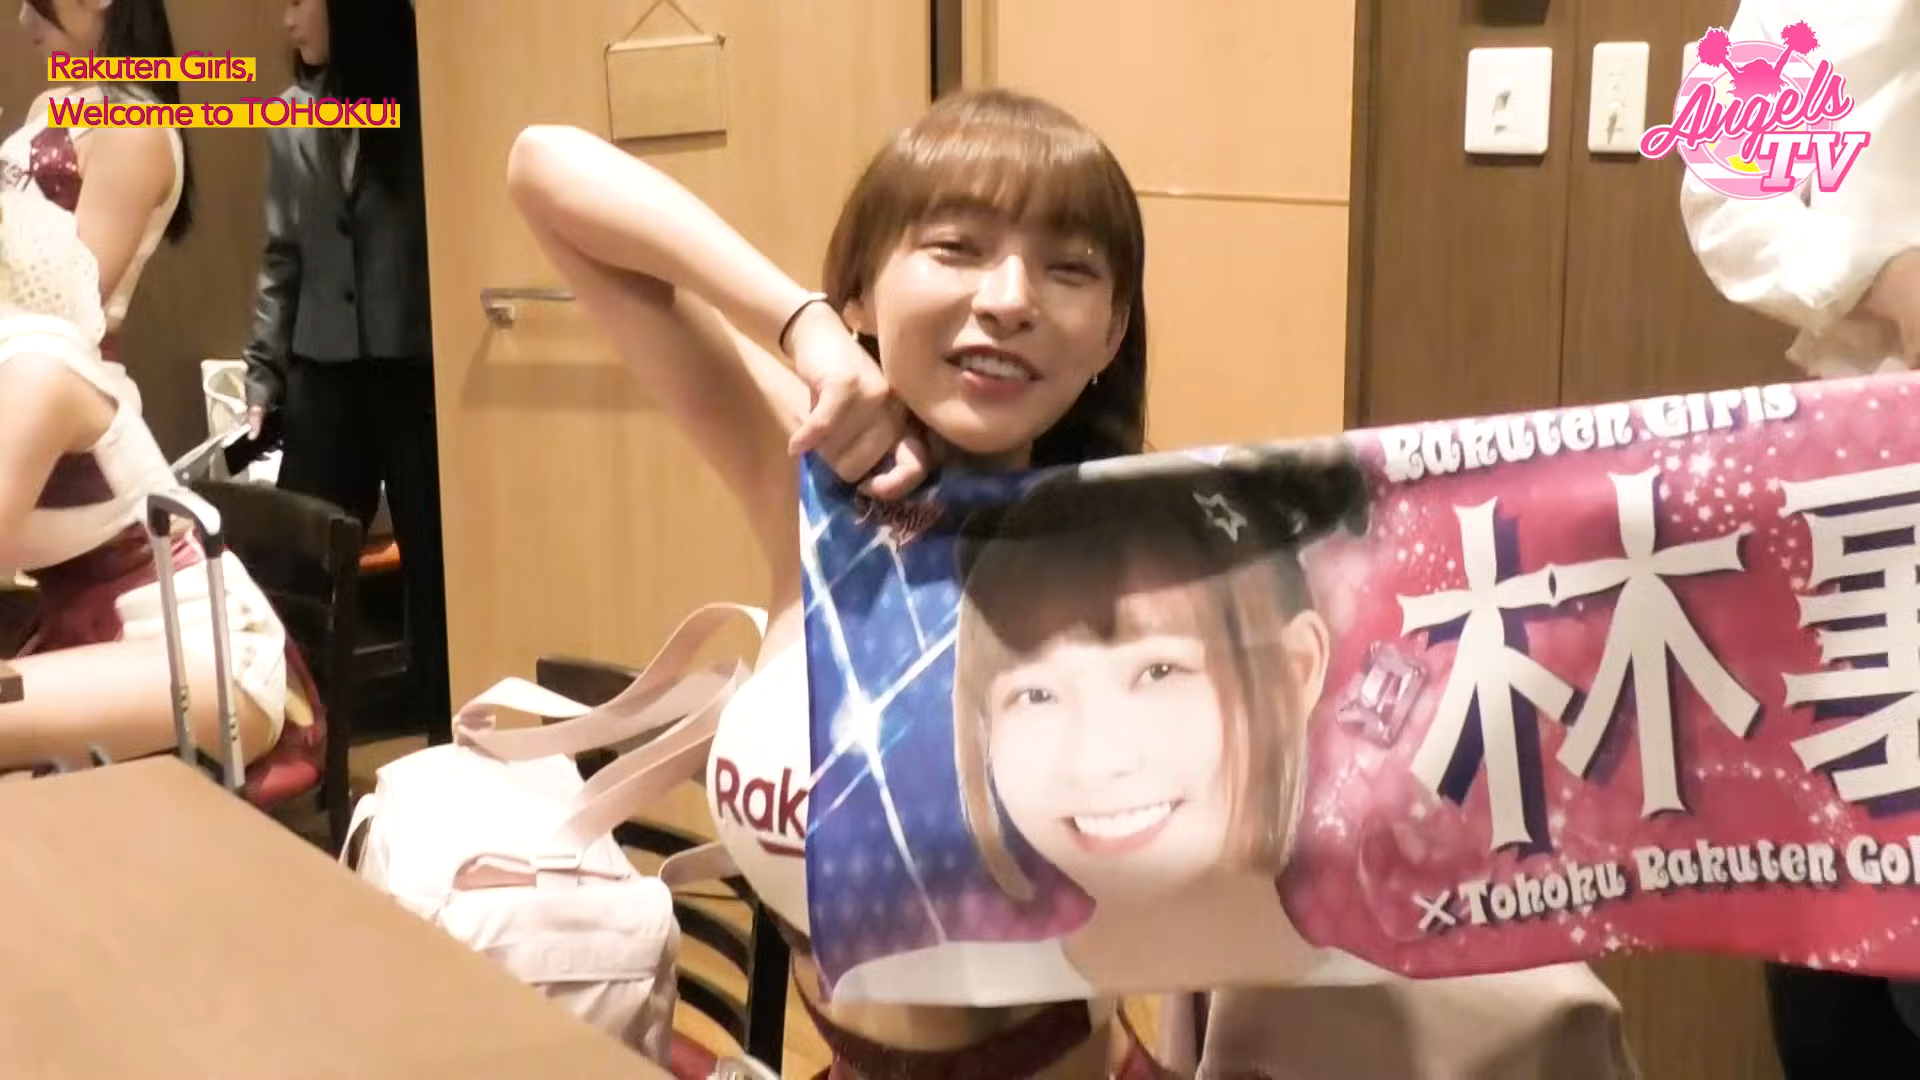 Rakuten Girls,
Welcome to TOHOKU!
Angels
TV
Rakuten Girls
林
×Tohoku Rakuten Gol
Rak